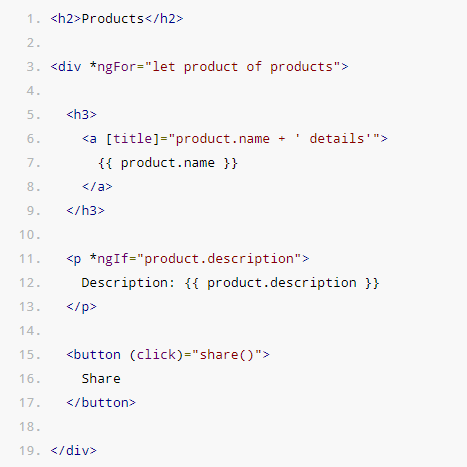 1. <h2>Products</h2>
2.
3. <div *ngFor="let product of products">
4.
5.   <h3>
6.     <a [title]="product.name + ' details'">
7.       {{ product.name }}
8.     </a>
9.   </h3>
10.
11.   <p *ngIf="product.description">
12.     Description: {{ product.description }}
13.   </p>
14.
15.   <button (click)="share()">
16.     Share
17.   </button>
18.
19. </div>